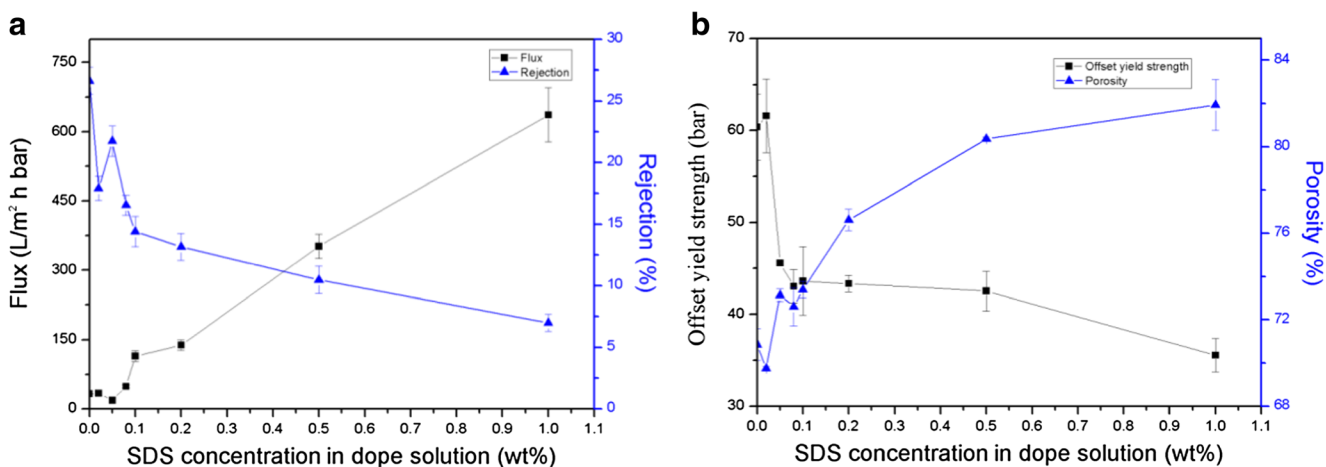 a
Flux (L/m² h bar)
750
600
450
300
150
0
Flux
Rejection
30
25
20
15
10
5
0
Rejection (%)
0.0 0.1 0.2 0.3 0.4 0.5 0.6 0.7 0.8 0.9 1.0 1.1
SDS concentration in dope solution (wt%)
b
Offset yield strength (bar)
70
60
50
40
30
Offset yield strength
Porosity
84
80
76
72
68
Porosity (%)
0.0 0.1 0.2 0.3 0.4 0.5 0.6 0.7 0.8 0.9 1.0 1.1
SDS concentration in dope solution (wt%)